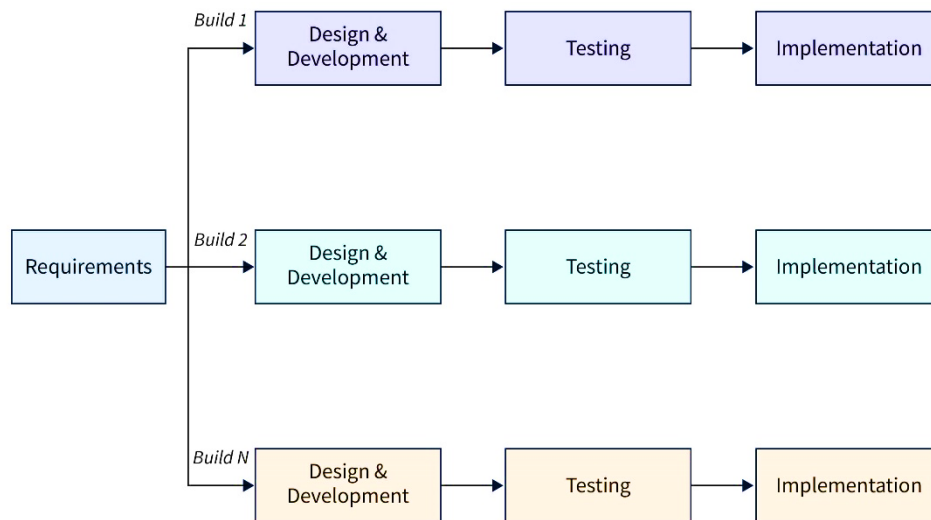 Build 1
Design &
Development
Testing
Implementation
Build 2
Requirements
Design &
Development
Testing
Implementation
Build N
Design &
Development
Testing
Implementation